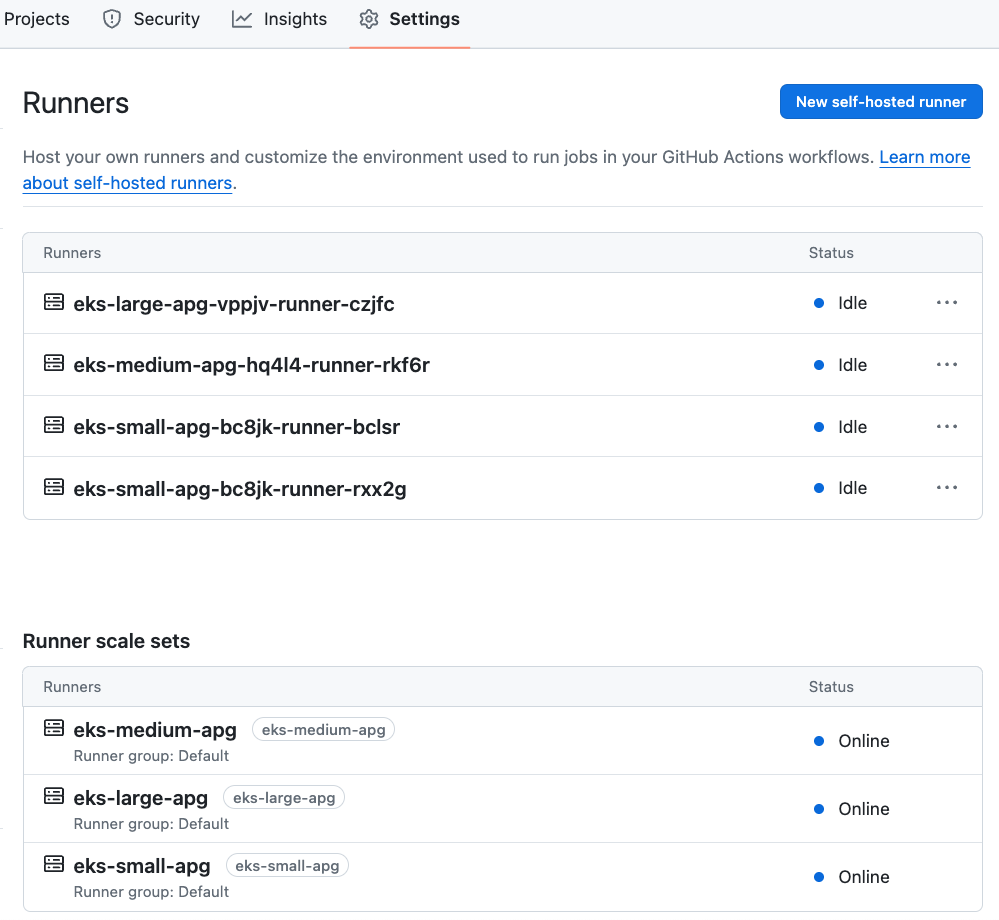 Projects Security Insights Settings
Runners
New self-hosted runner
Host your own runners and customize the environment used to run jobs in your GitHub Actions workflows. Learn more
about self-hosted runners.
Runners Status
eks-large-apg-vppjv-runner-czjfc Idle
eks-medium-apg-hq4l4-runner-rkf6r Idle
eks-small-apg-bc8jk-runner-bclsr Idle
eks-small-apg-bc8jk-runner-rxx2g Idle
Runner scale sets
Runners Status
eks-medium-apg eks-medium-apg Online
Runner group: Default
eks-large-apg eks-large-apg Online
Runner group: Default
eks-small-apg eks-small-apg Online
Runner group: Default